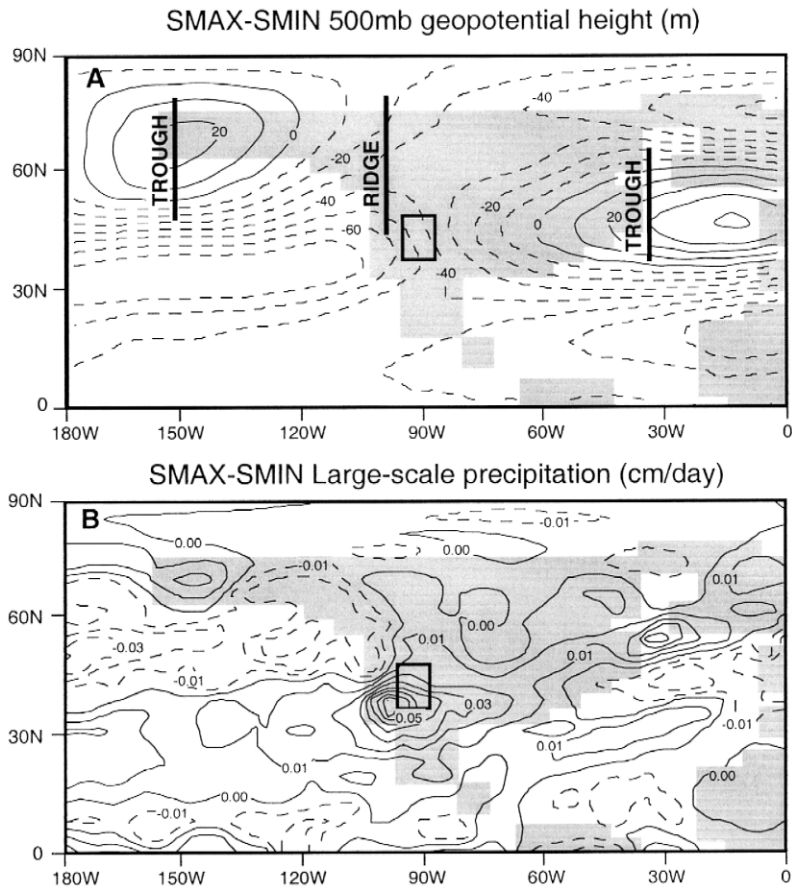 SMAX-SMIN 500mb geopotential height (m)
90N
A
-40
TROUGH
20
0
-20
RIDGE
60N
-40
-60
-20
0
20
TROUGH
-40
30N
0
180W 150W 120W 90W 60W 30W 0
SMAX-SMIN Large-scale precipitation (cm/day)
90N
B
-0.01
0.00
0.00
-0.01
0.01
60N
0.00
0.01
-0.03
0.01
-0.01
0.03
0.05
-0.01
30N
0.01
0.01
0.00
0.00
-0.01
0
180W 150W 120W 90W 60W 30W 0